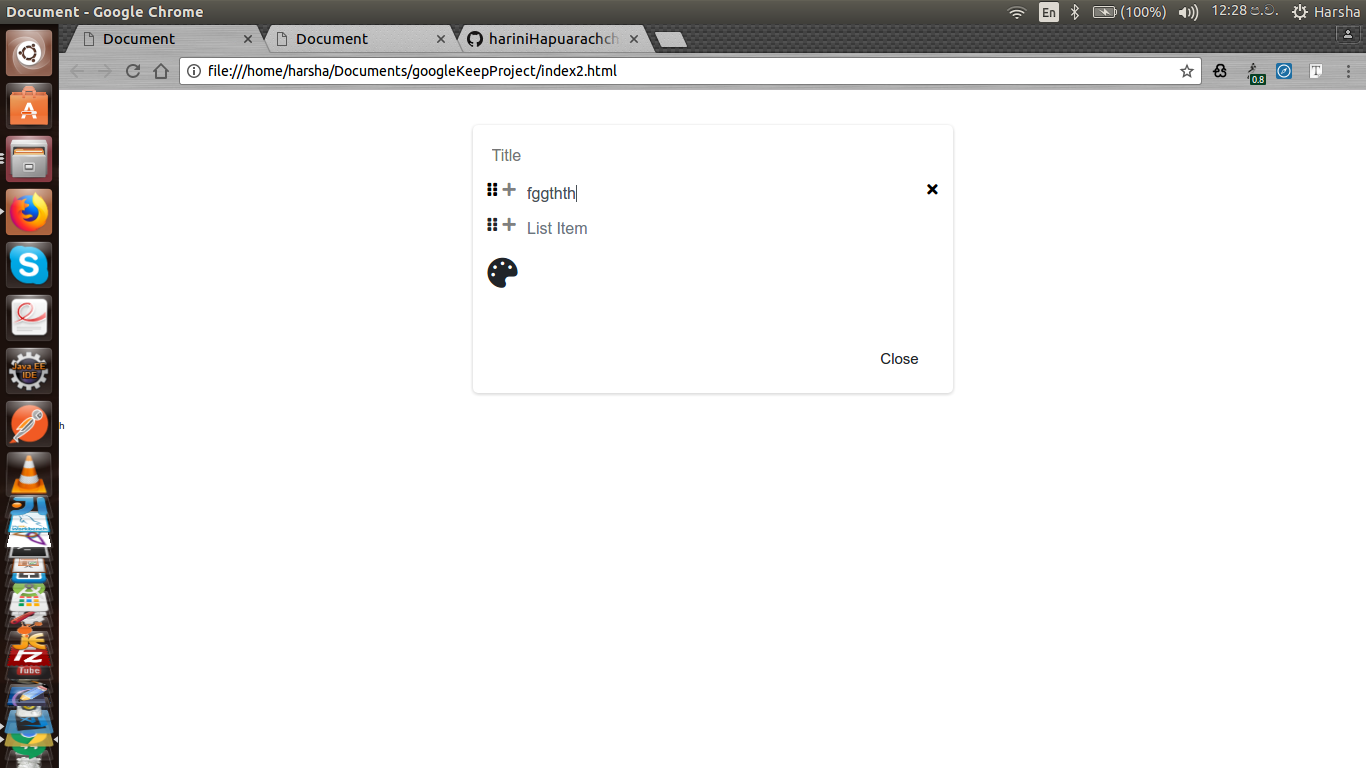 Document - Google Chrome
En
(100%)
12:28 ප.ව.
Harsha
Document
Document
hariniHapuarachch
file:///home/harsha/Documents/googleKeepProject/index2.html
0.8
T
Title
fggthth
List Item
Close
h
Java EE
IDE
Tube